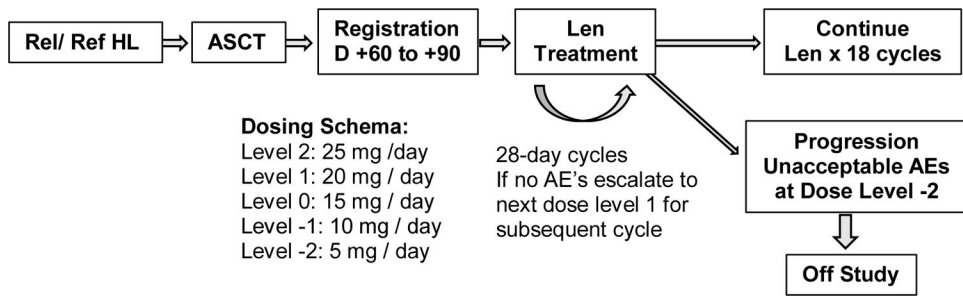 Rel/ Ref HL
ASCT
Registration
D +60 to +90
Len
Treatment
Continue
Len x 18 cycles
Dosing Schema:
Level 2: 25 mg /day
Level 1: 20 mg / day
Level 0: 15 mg / day
Level -1: 10 mg / day
Level -2: 5 mg / day
28-day cycles
If no AE's escalate to
next dose level 1 for
subsequent cycle
Progression
Unacceptable AEs
at Dose Level -2
Off Study